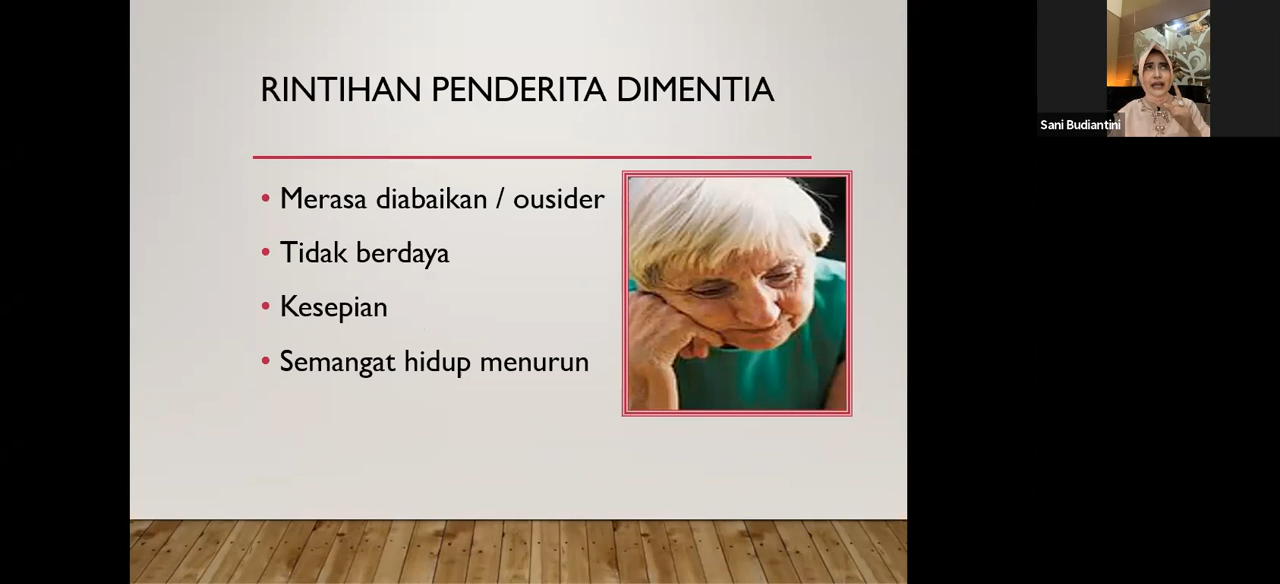 RINTIHAN PENDERITA DIMENTIA
• Merasa diabaikan / ousider
• Tidak berdaya
• Kesepian
• Semangat hidup menurun
Sani Budiantini